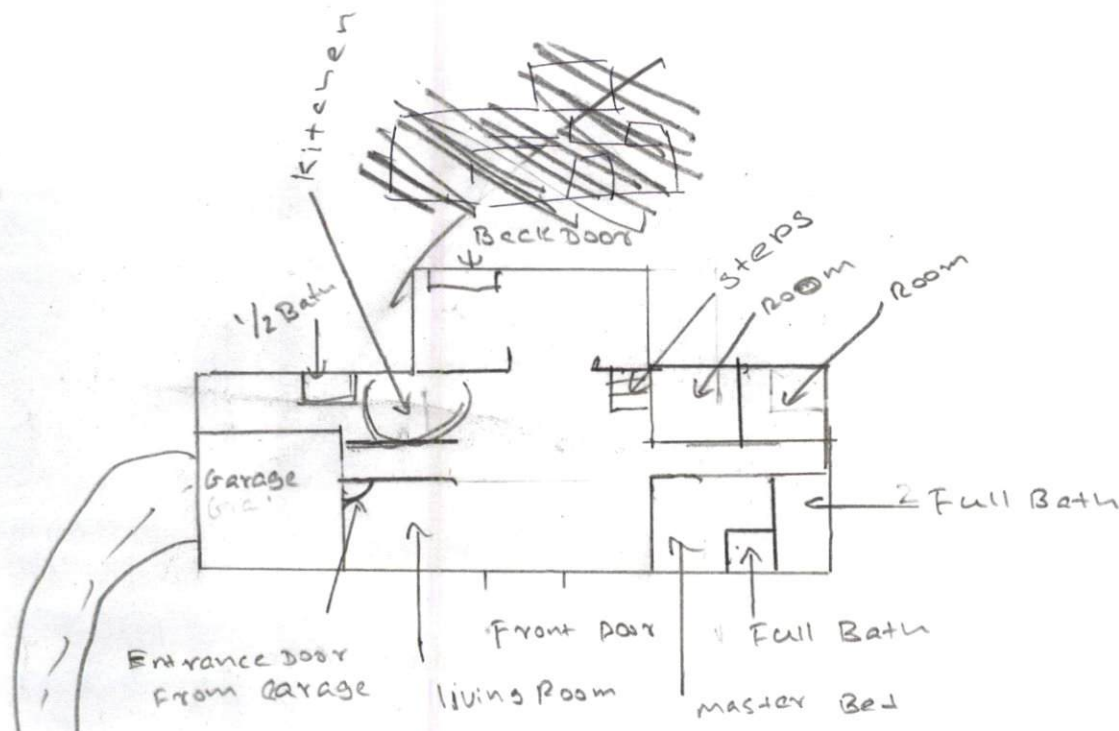 Kitchen
Back Door
steps
Room
Room
1/2 Bath
Garage
2 Full Bath
Entrance Door
From Garage
Front Door
living Room
Full Bath
Master Bed